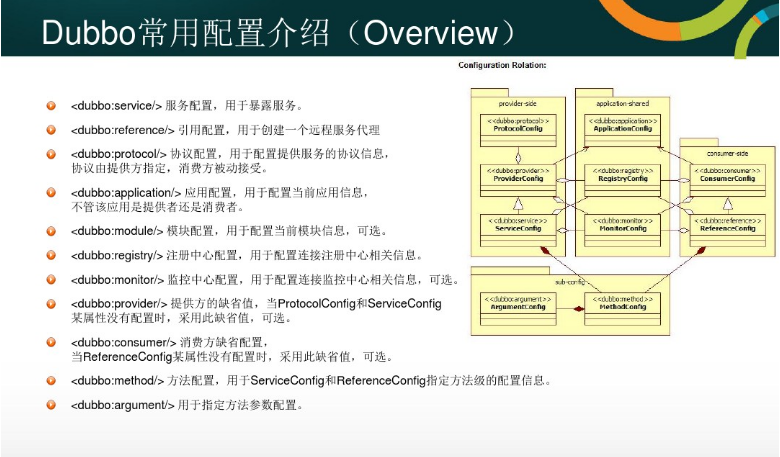 Dubbo常用配置介绍（Overview）
Configuration Rolation:
<dubbo:service/> 服务配置，用于暴露服务。
<dubbo:reference/> 引用配置，用于创建一个远程服务代理
<dubbo:protocol/> 协议配置，用于配置提供服务的协议信息，
协议由提供方指定，消费方被动接受。
<dubbo:application/> 应用配置，用于配置当前应用信息，
不管该应用是提供者还是消费者。
<dubbo:module/> 模块配置，用于配置当前模块信息，可选。
<dubbo:registry/> 注册中心配置，用于配置连接注册中心相关信息。
<dubbo:monitor/> 监控中心配置，用于配置连接监控中心相关信息，可选。
<dubbo:provider/> 提供方的缺省值，当ProtocolConfig和ServiceConfig
某属性没有配置时，采用此缺省值，可选。
<dubbo:consumer/> 消费方缺省配置，
当ReferenceConfig某属性没有配置时，采用此缺省值，可选。
<dubbo:method/> 方法配置，用于ServiceConfig和ReferenceConfig指定方法级的配置信息。
<dubbo:argument/> 用于指定方法参数配置。
provider-side
<<dubbo:protocol>>
ProtocolConfig
<<dubbo:provider>>
ProviderConfig
<<dubbo:service>>
ServiceConfig
application-shared
<<dubbo:application>>
ApplicationConfig
<<dubbo:registry>>
RegistryConfig
<<dubbo:monitor>>
MonitorConfig
consumer-side
<<dubbo:consumer>>
ConsumerConfig
<<dubbo:reference>>
ReferenceConfig
sub-config
<<dubbo:argument>>
ArgumentConfig
<<dubbo:method>>
MethodConfig